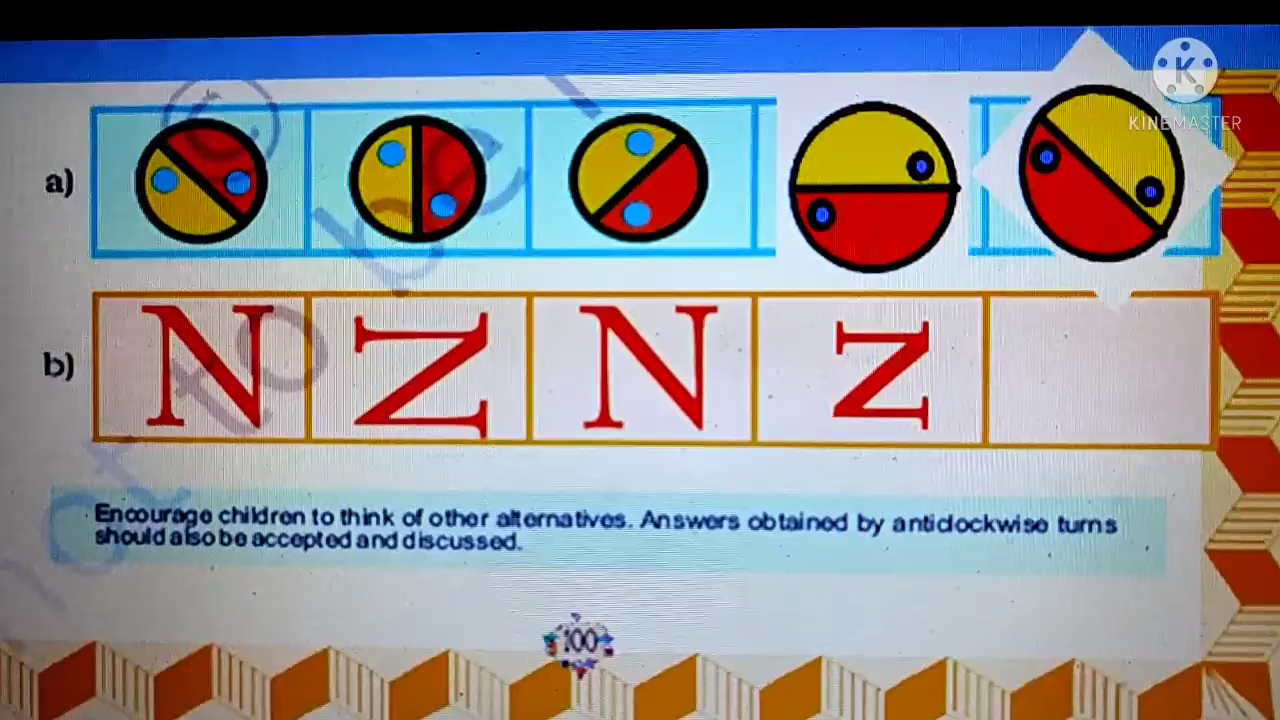 K
KINEMASTER
a)
b) N Z N Z
Encourage children to think of other alternatives. Answers obtained by anticlockwise turns
should also be accepted and discussed.
100